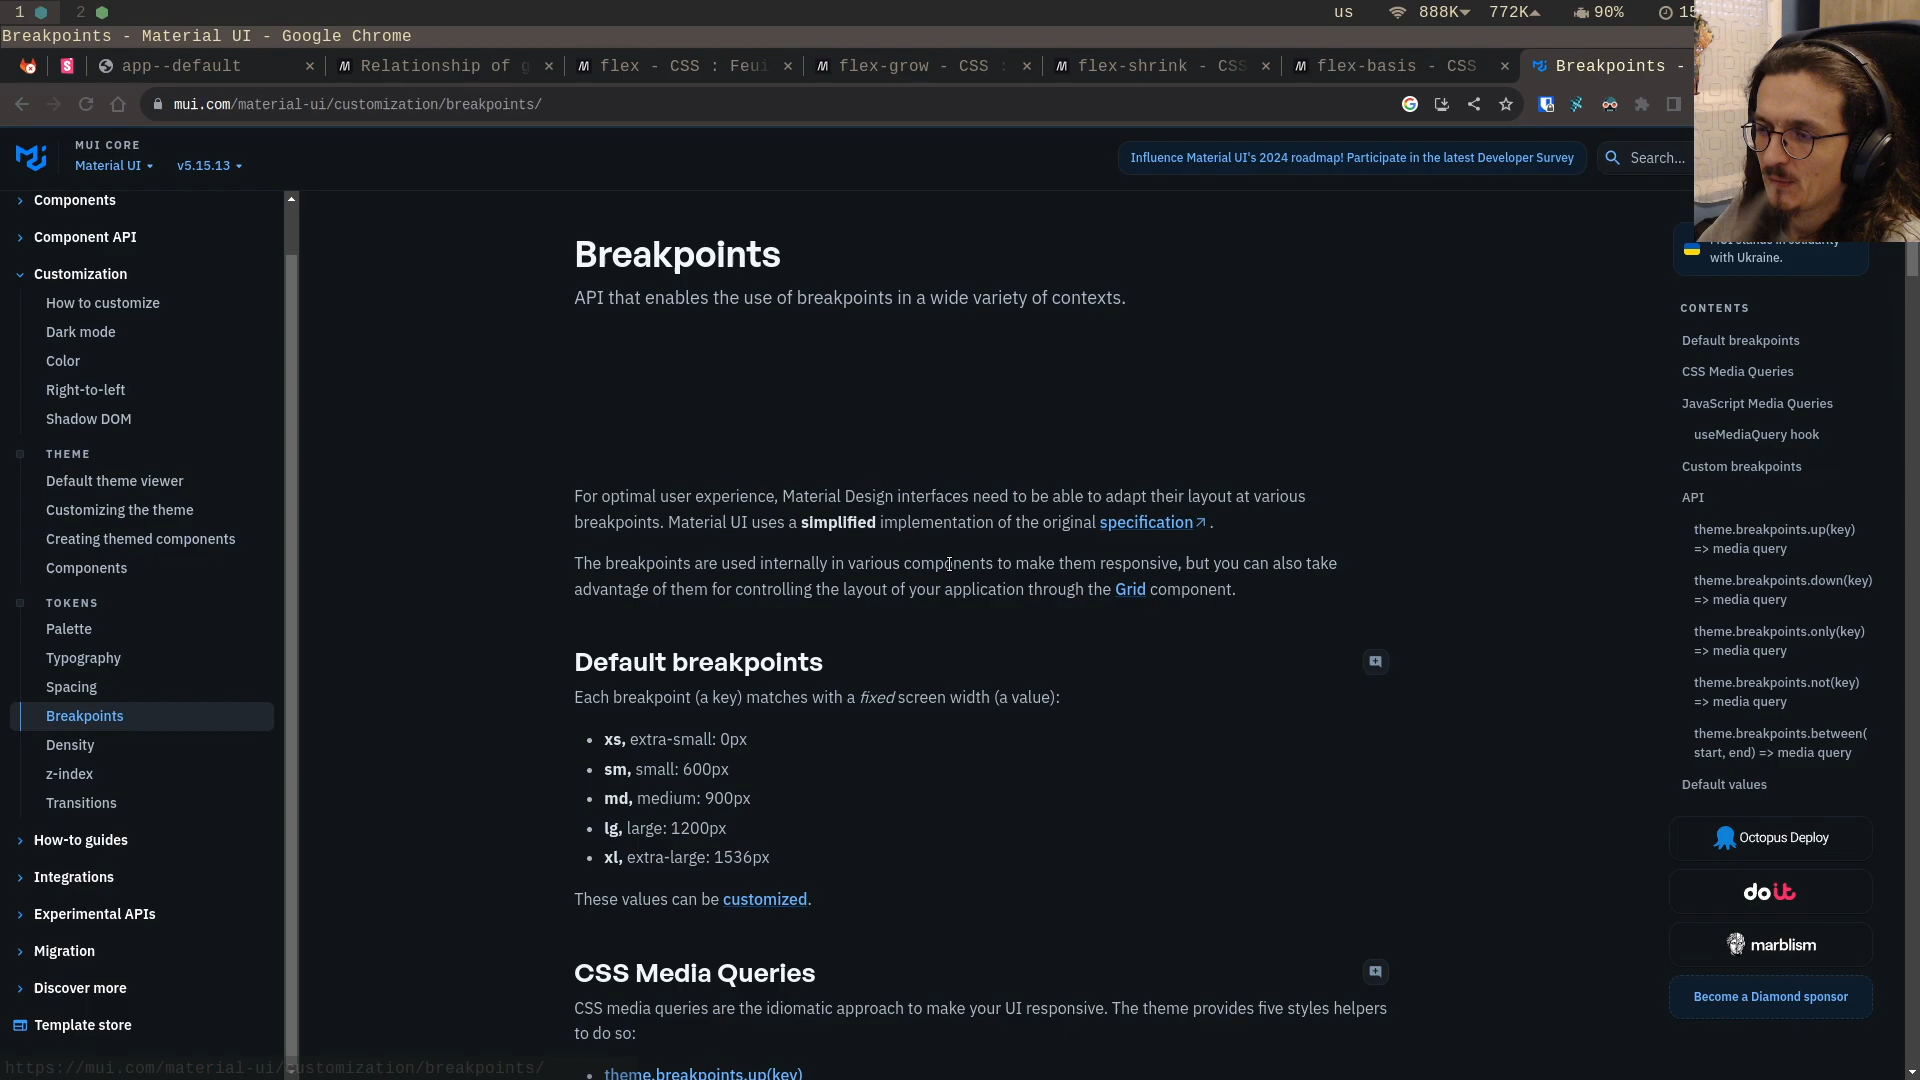 1 2 us 888K 772K 90% 15
Breakpoints - Material UI - Google Chrome
app--default Relationship of g flex - CSS : Feui flex-grow - CSS : flex-shrink - CSS flex-basis - CSS Breakpoints -
mui.com/material-ui/customization/breakpoints/
MUI CORE
Material UI v5.15.13
Influence Material UI's 2024 roadmap! Participate in the latest Developer Survey
Search...
Components
Component API
Customization
How to customize
Dark mode
Color
Right-to-left
Shadow DOM
THEME
Default theme viewer
Customizing the theme
Creating themed components
Components
TOKENS
Palette
Typography
Spacing
Breakpoints
Density
z-index
Transitions
How-to guides
Integrations
Experimental APIs
Migration
Discover more
Template store
https://mui.com/material-ui/customization/breakpoints/
Breakpoints
API that enables the use of breakpoints in a wide variety of contexts.
For optimal user experience, Material Design interfaces need to be able to adapt their layout at various
breakpoints. Material UI uses a simplified implementation of the original specification .
The breakpoints are used internally in various components to make them responsive, but you can also take
advantage of them for controlling the layout of your application through the Grid component.
Default breakpoints
Each breakpoint (a key) matches with a fixed screen width (a value):
• xs, extra-small: 0px
• sm, small: 600px
• md, medium: 900px
• lg, large: 1200px
• xl, extra-large: 1536px
These values can be customized.
CSS Media Queries
CSS media queries are the idiomatic approach to make your UI responsive. The theme provides five styles helpers
to do so:
• theme.breakpoints.up(key)
with Ukraine.
CONTENTS
Default breakpoints
CSS Media Queries
JavaScript Media Queries
useMediaQuery hook
Custom breakpoints
API
theme.breakpoints.up(key)
=> media query
theme.breakpoints.down(key)
=> media query
theme.breakpoints.only(key)
=> media query
theme.breakpoints.not(key)
=> media query
theme.breakpoints.between(
start, end) => media query
Default values
Octopus Deploy
doit
marblism
Become a Diamond sponsor